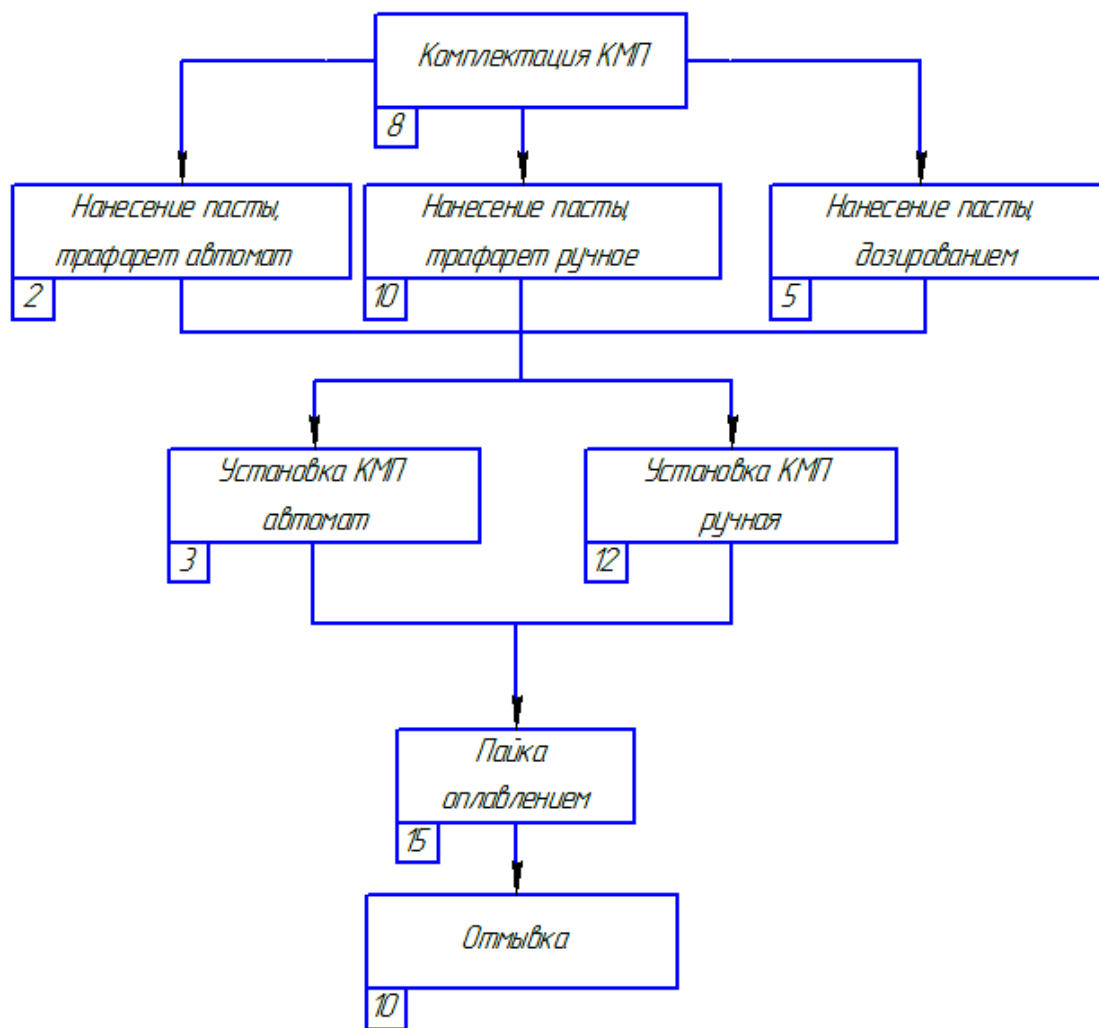 Комплектация КМП
8
Нанесение пасты,
трафарет автомат
2
Нанесение пасты,
трафарет ручное
10
Нанесение пасты,
дозированием
5
Установка КМП
автомат
3
Установка КМП
ручная
12
Пайка
оплавлением
15
Отмывка
10